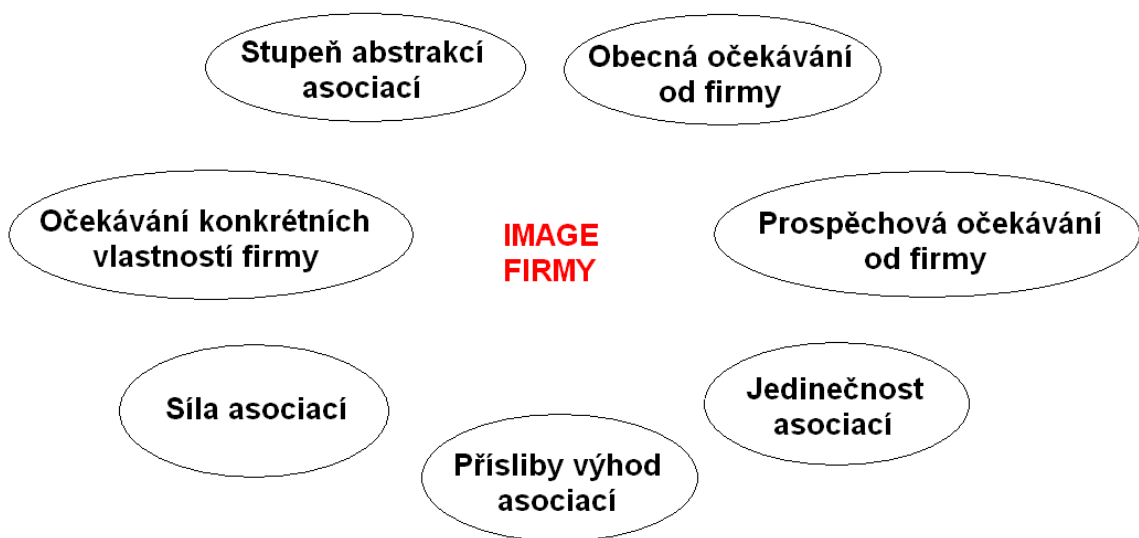 Stupeň abstrakcí
asociací
Obecná očekávání
od firmy
Očekávání konkrétních
vlastností firmy
IMAGE
FIRMY
Prospěchová očekávání
od firmy
Síla asociací
Jedinečnost
asociací
Přísliby výhod
asociací